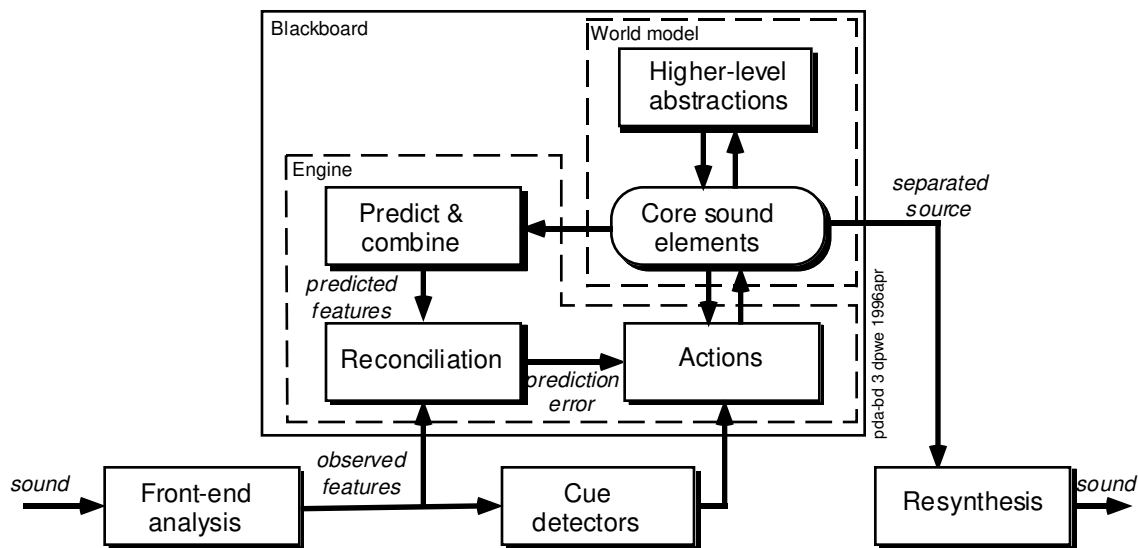 Blackboard
World model
Higher-level
abstractions
Engine
Predict &
combine
Core sound
elements
separated
source
predicted
features
Reconciliation
prediction
error
Actions
pda-bd 3 dpwe 1996apr
sound
Front-end
analysis
observed
features
Cue
detectors
Resynthesis
sound